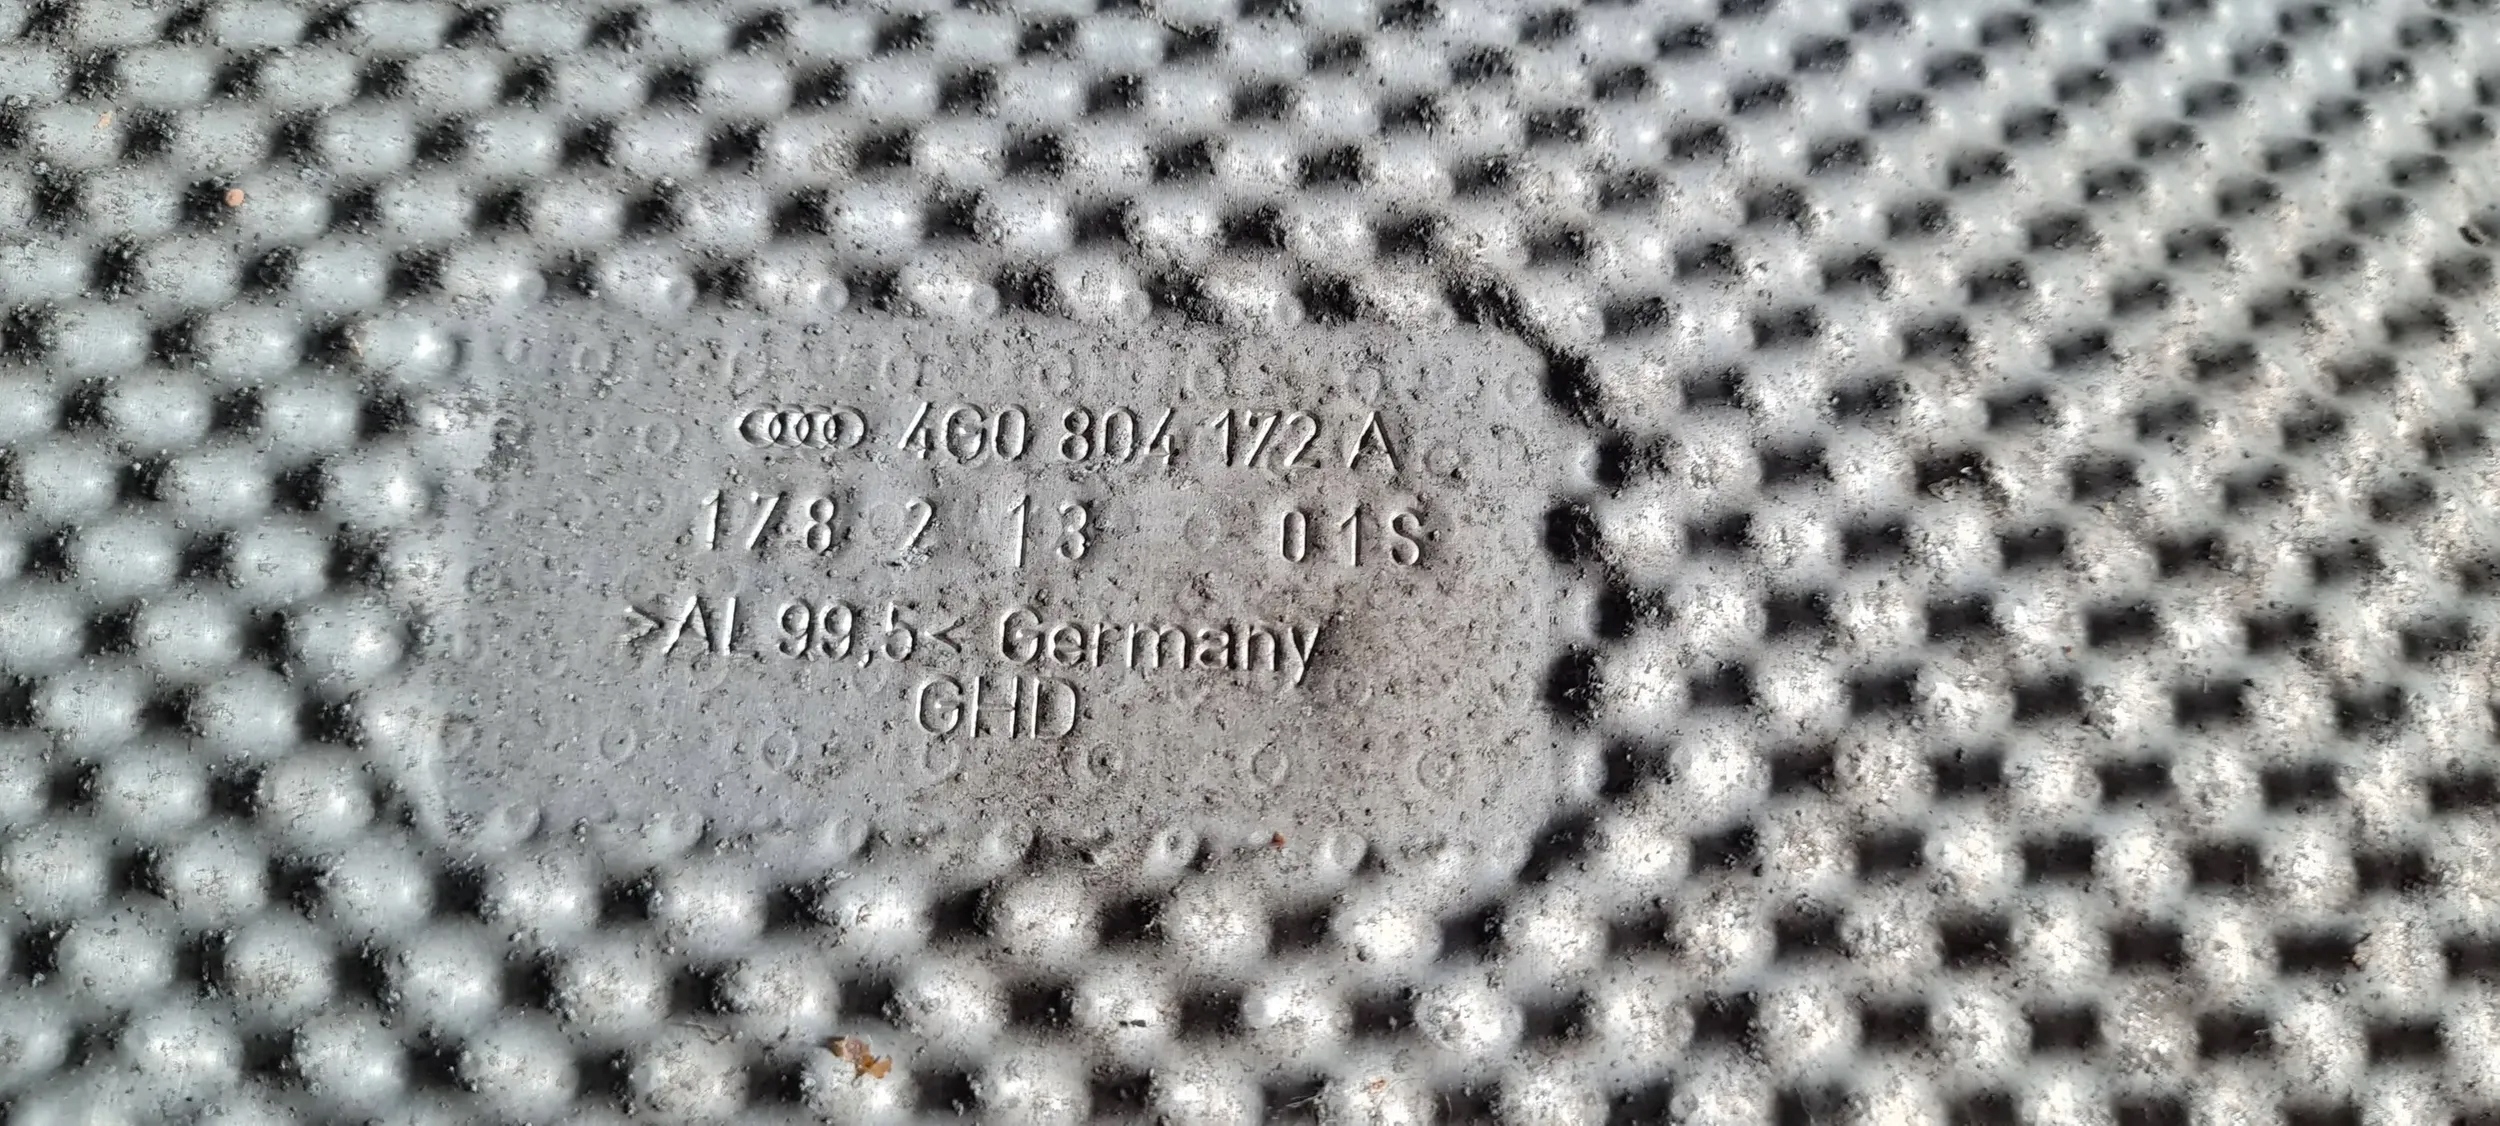 4G0 804 172 A
178 2 13 01S
>AL 99,5< Germany
GHD